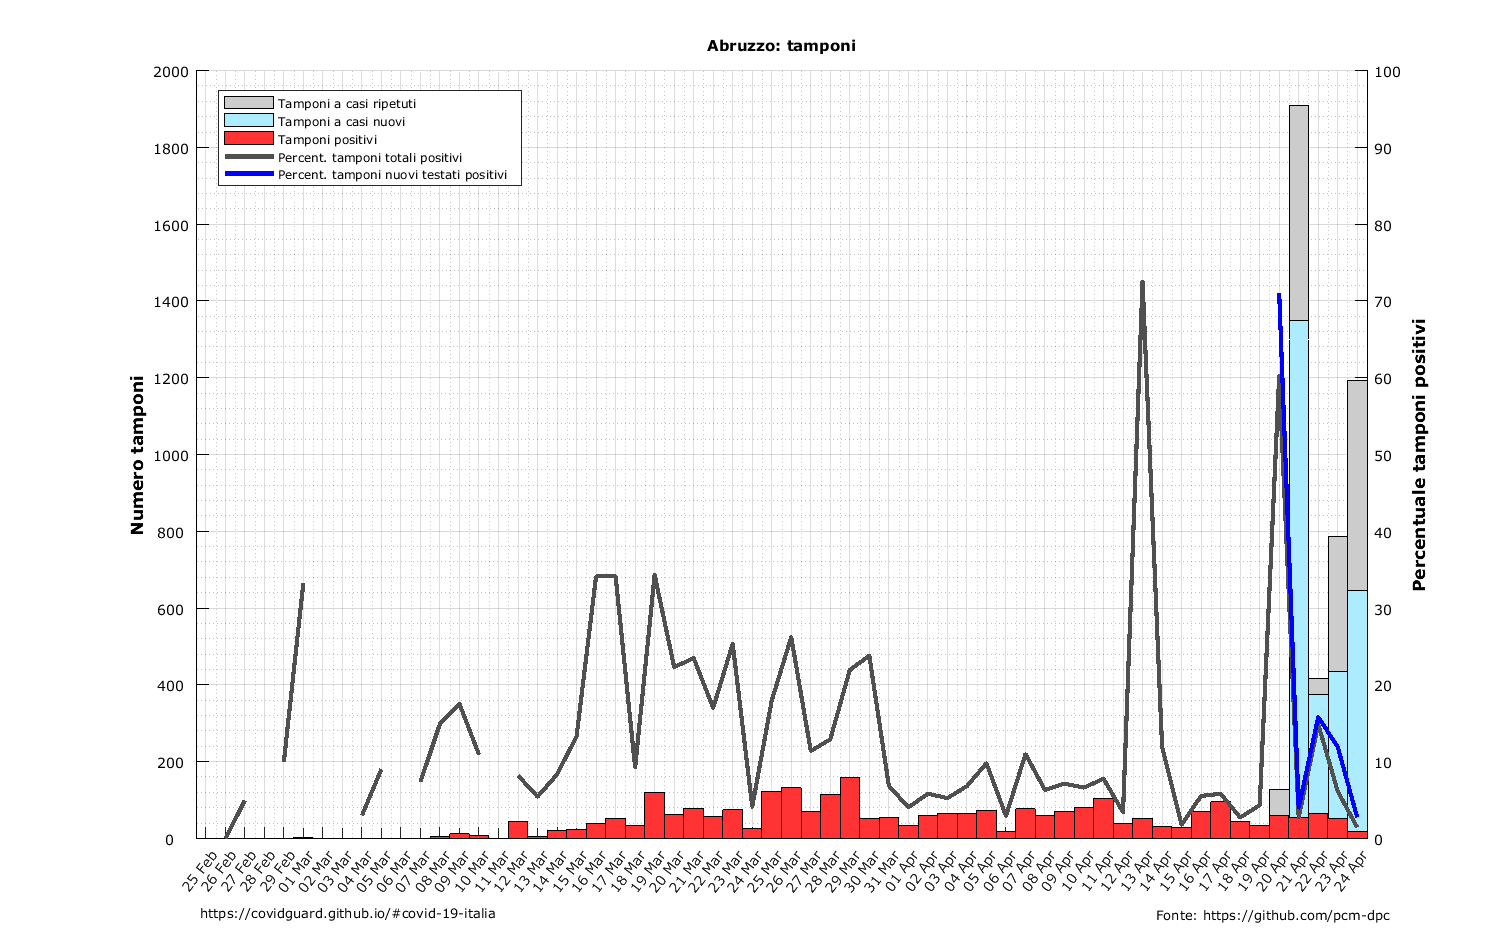 Abruzzo: tamponi
Tamponi a casi ripetuti
Tamponi a casi nuovi
Tamponi positivi
Percent. tamponi totali positivi
Percent. tamponi nuovi testati positivi
Numero tamponi
2000
1800
1600
1400
1200
1000
800
600
400
200
0
100
90
80
70
60
50
40
30
20
10
0
Percentuale tamponi positivi
25 Feb
26 Feb
27 Feb
28 Feb
29 Feb
01 Mar
02 Mar
03 Mar
04 Mar
05 Mar
06 Mar
07 Mar
08 Mar
09 Mar
10 Mar
11 Mar
12 Mar
13 Mar
14 Mar
15 Mar
16 Mar
17 Mar
18 Mar
19 Mar
20 Mar
21 Mar
22 Mar
23 Mar
24 Mar
25 Mar
26 Mar
27 Mar
28 Mar
29 Mar
30 Mar
31 Mar
01 Apr
02 Apr
03 Apr
04 Apr
05 Apr
06 Apr
07 Apr
08 Apr
09 Apr
10 Apr
11 Apr
12 Apr
13 Apr
14 Apr
15 Apr
16 Apr
17 Apr
18 Apr
19 Apr
20 Apr
21 Apr
22 Apr
23 Apr
24 Apr
https://covidguard.github.io/#covid-19-italia
Fonte: https://github.com/pcm-dpc